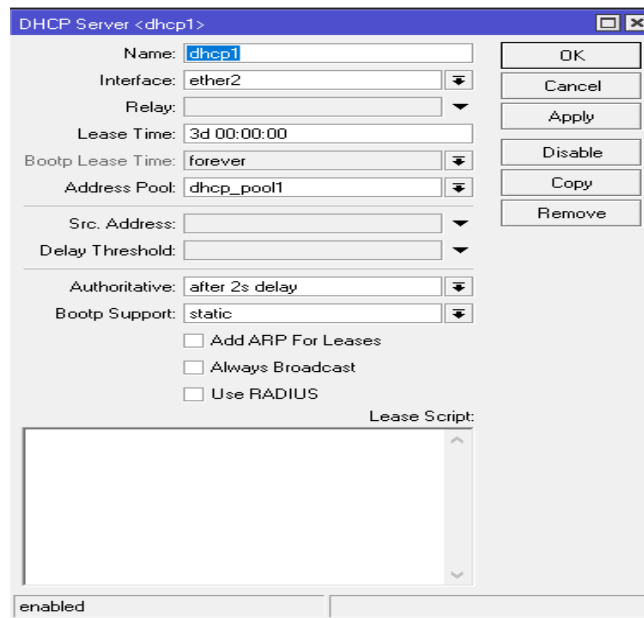 DHCP Server <dhcp1>
Name: dhcp1
Interface: ether2
Relay:
Lease Time: 3d 00:00:00
Bootp Lease Time: forever
Address Pool: dhcp_pool1
Src. Address:
Delay Threshold:
Authoritative: after 2s delay
Bootp Support: static
Add ARP For Leases
Always Broadcast
Use RADIUS
Lease Script:
enabled
OK
Cancel
Apply
Disable
Copy
Remove